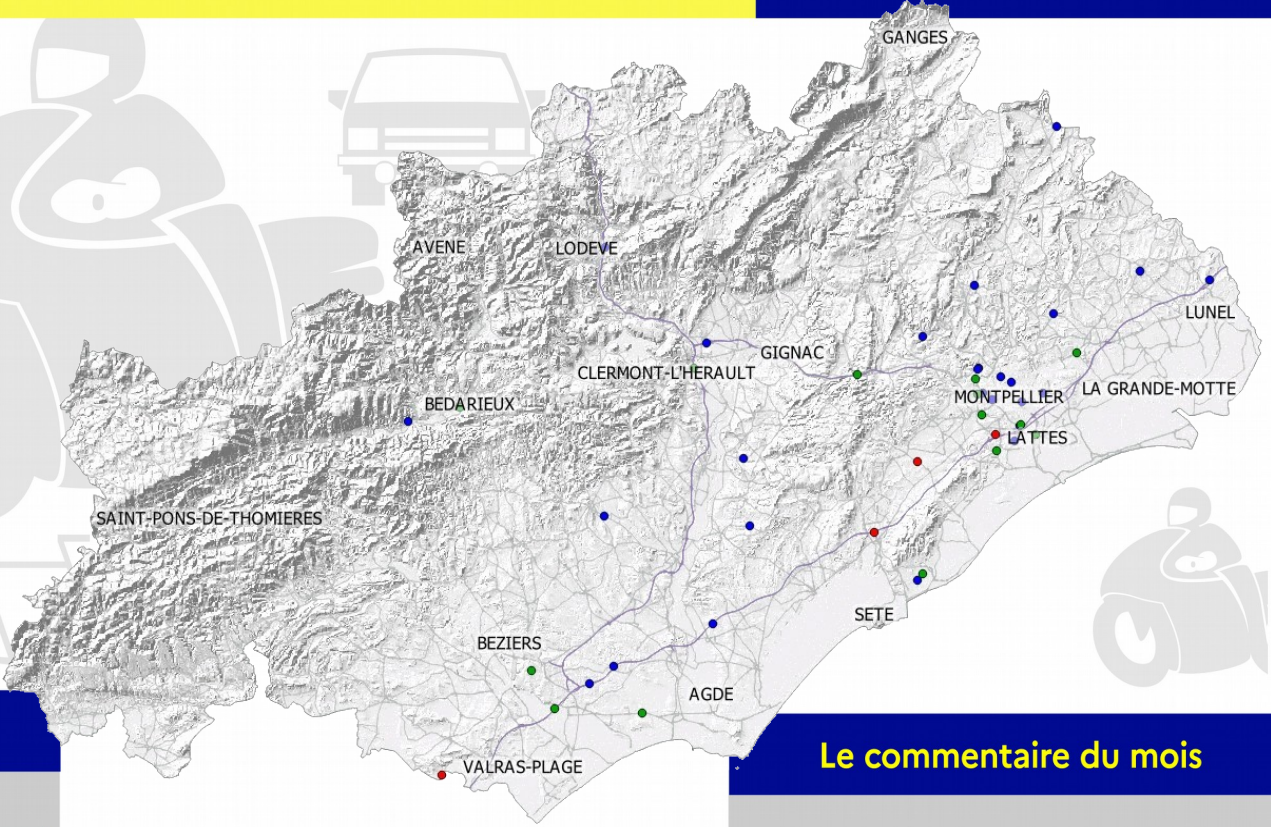 GANGES
AVENE
LODEVE
LUNEL
GIGNAC
CLERMONT-L'HERAULT
LA GRANDE-MOTTE
MONTPELLIER
BEDARIEUX
LATTES
SAINT-PONS-DE-THOMIERES
SETE
BEZIERS
AGDE
Le commentaire du mois
VALRAS-PLAGE